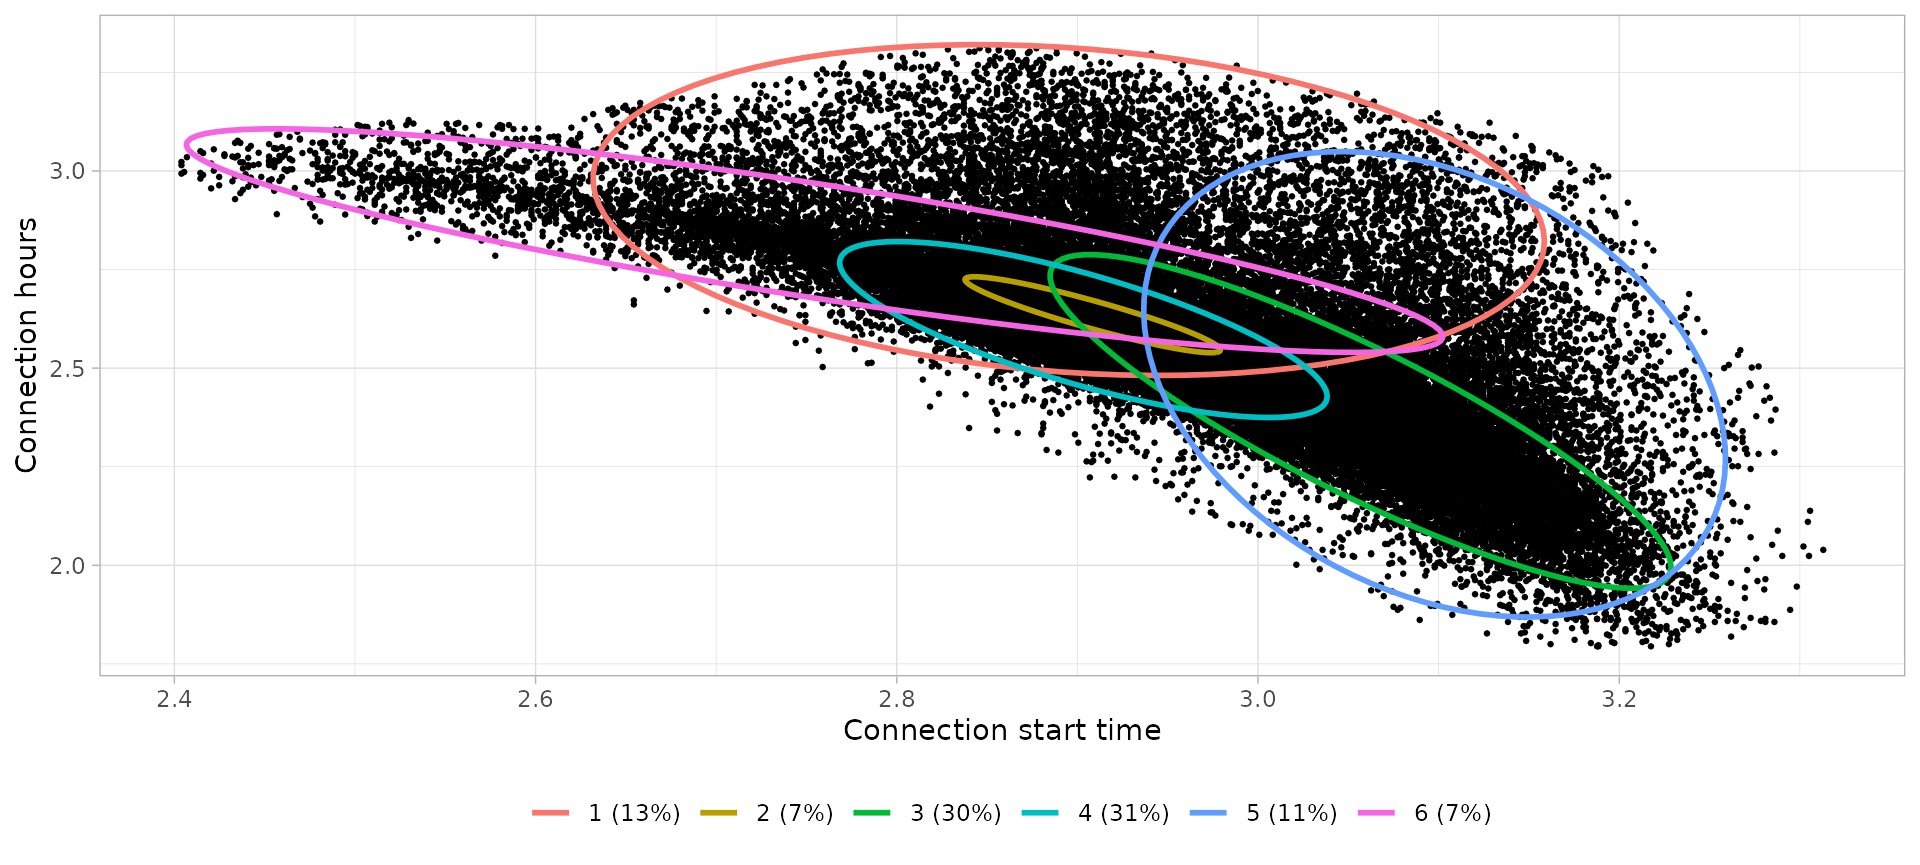 Connection hours
3.0
2.5
2.0
2.4 2.6 2.8 3.0 3.2
Connection start time
1 (13%) 2 (7%) 3 (30%) 4 (31%) 5 (11%) 6 (7%)